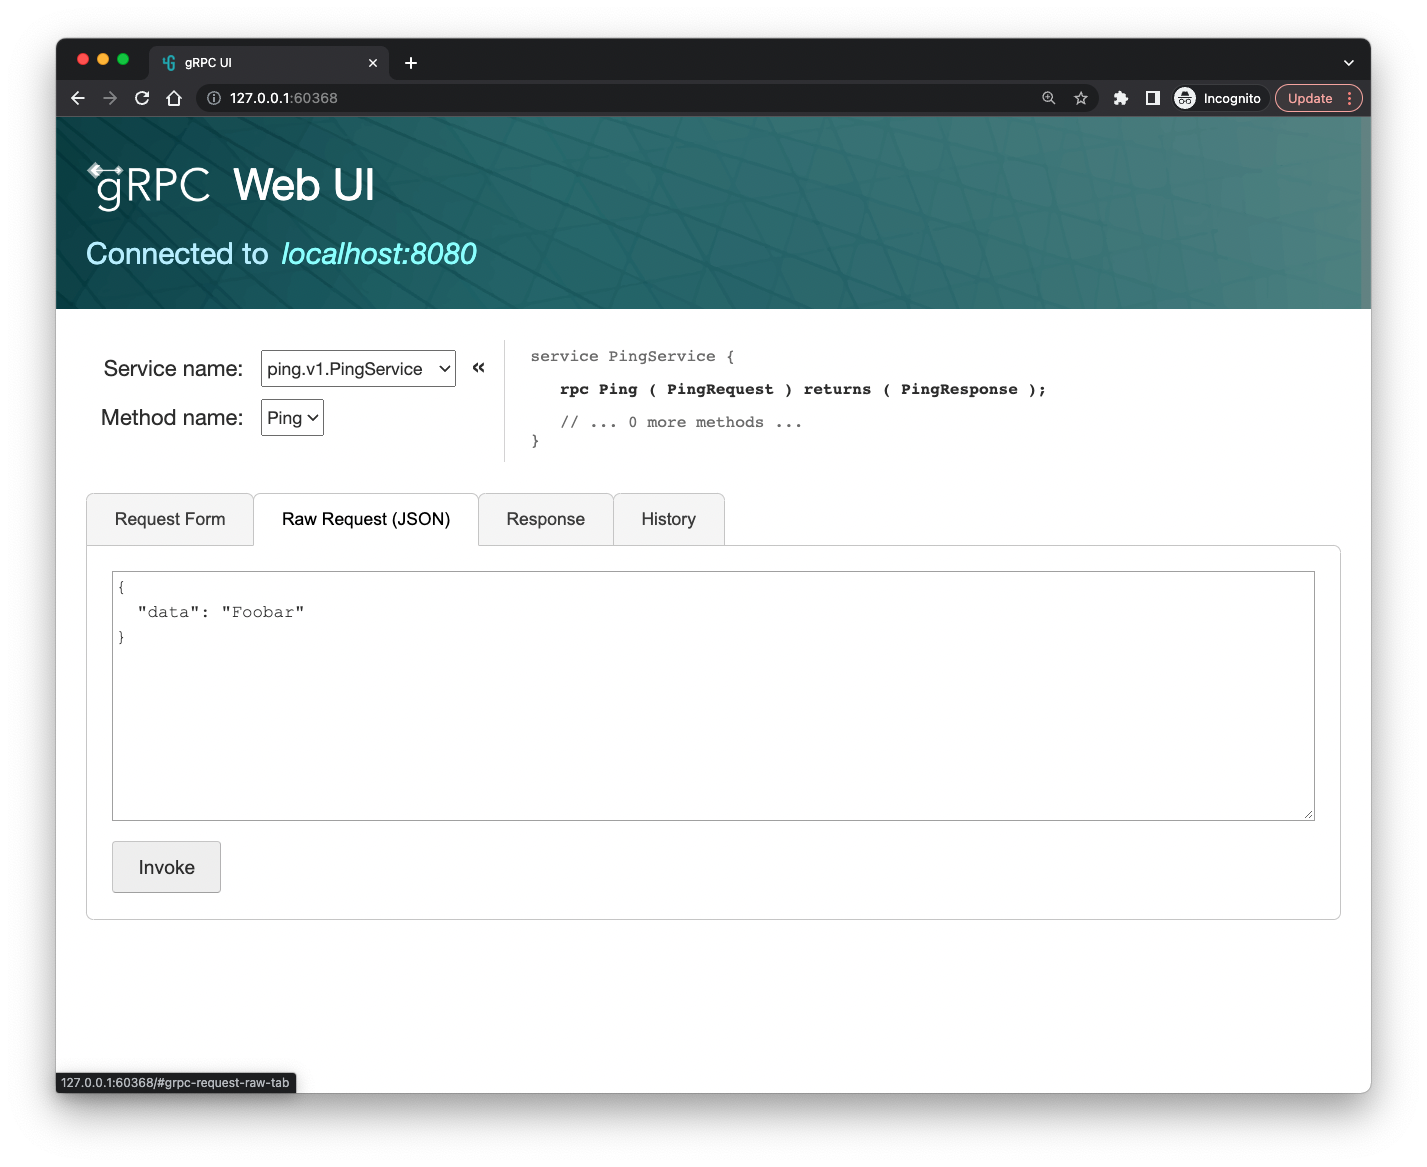 gRPC UI
127.0.0.1:60368
Incognito
Update
gRPC Web UI
Connected to localhost:8080
Service name: ping.v1.PingService «
Method name: Ping
service PingService {
rpc Ping ( PingRequest ) returns ( PingResponse );
// ... 0 more methods ...
}
Request Form Raw Request (JSON) Response History
{
"data": "Foobar"
}
Invoke
127.0.0.1:60368/#grpc-request-raw-tab